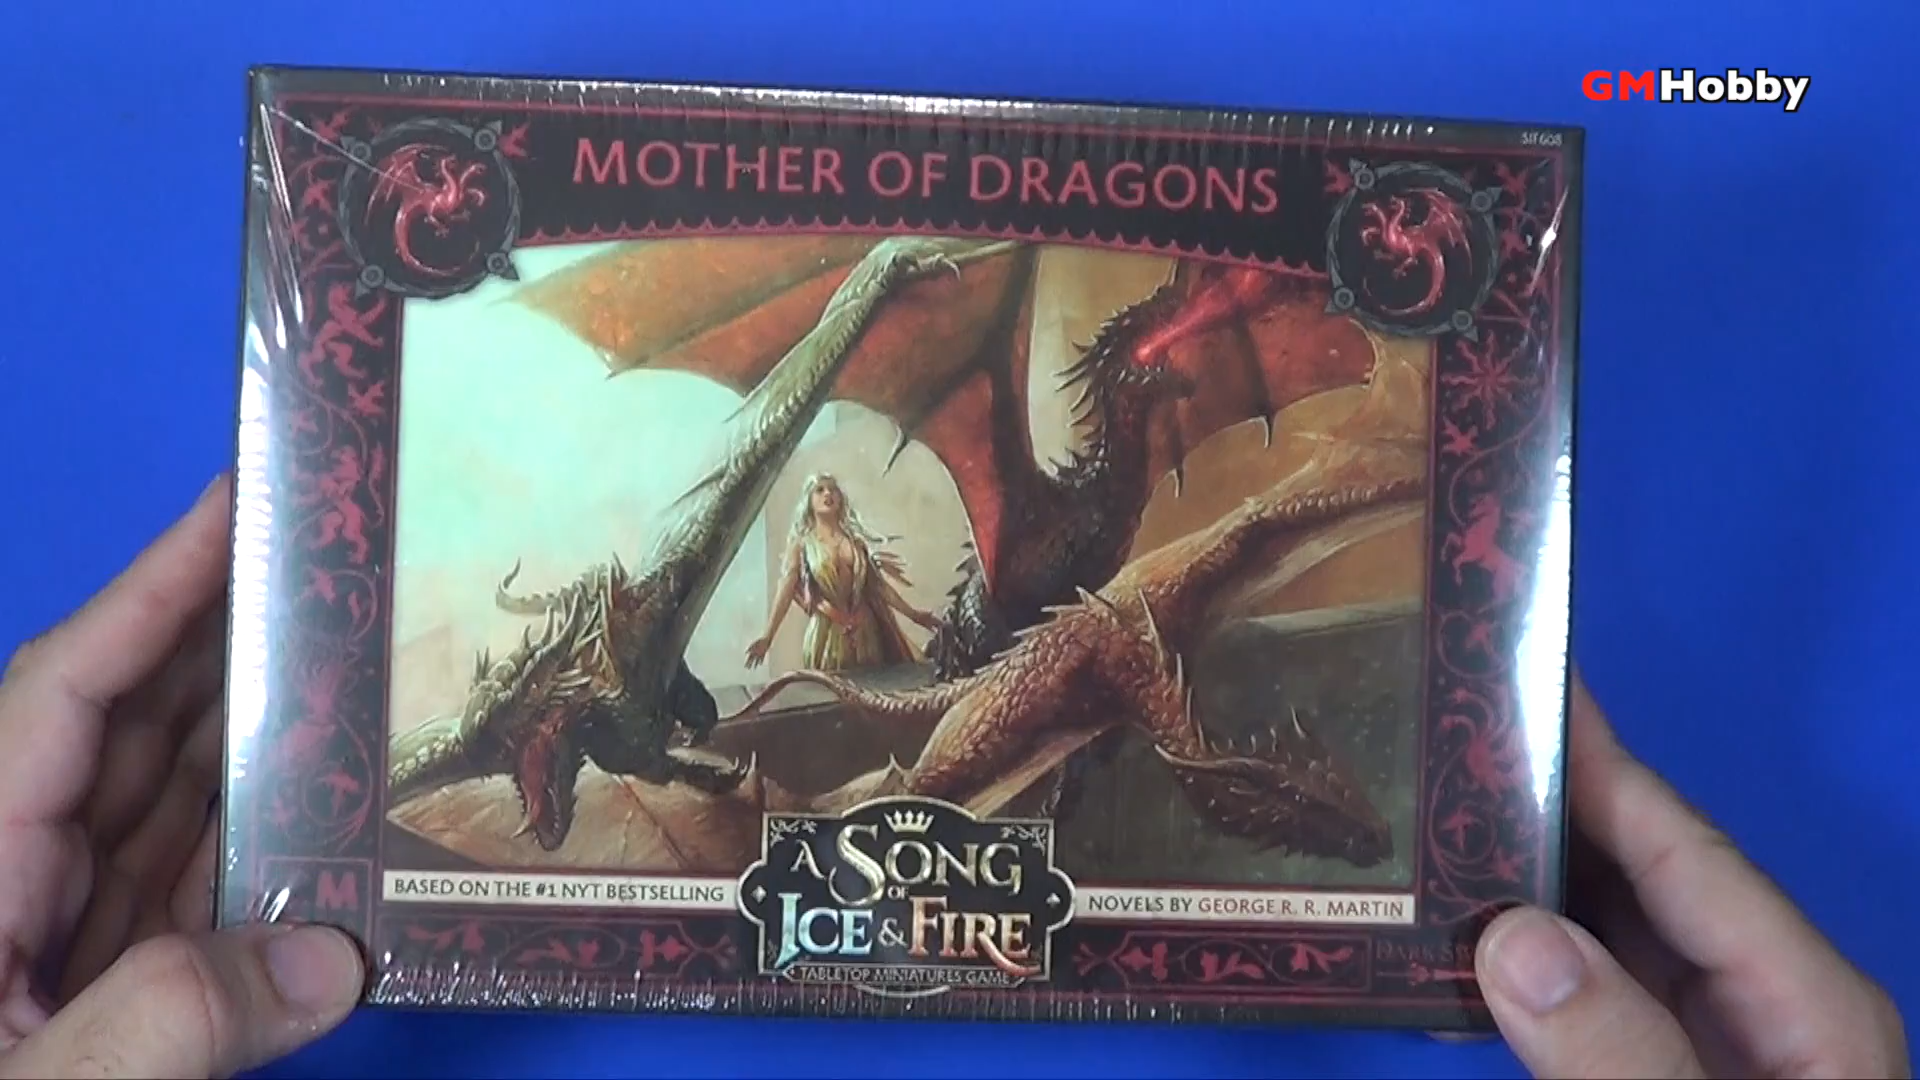 GMHobby
SIF608
MOTHER OF DRAGONS
BASED ON THE #1 NYT BESTSELLING
NOVELS BY GEORGE R. R. MARTIN
A SONG
OF
ICE & FIRE
TABLETOP MINIATURES GAME
M
DARK